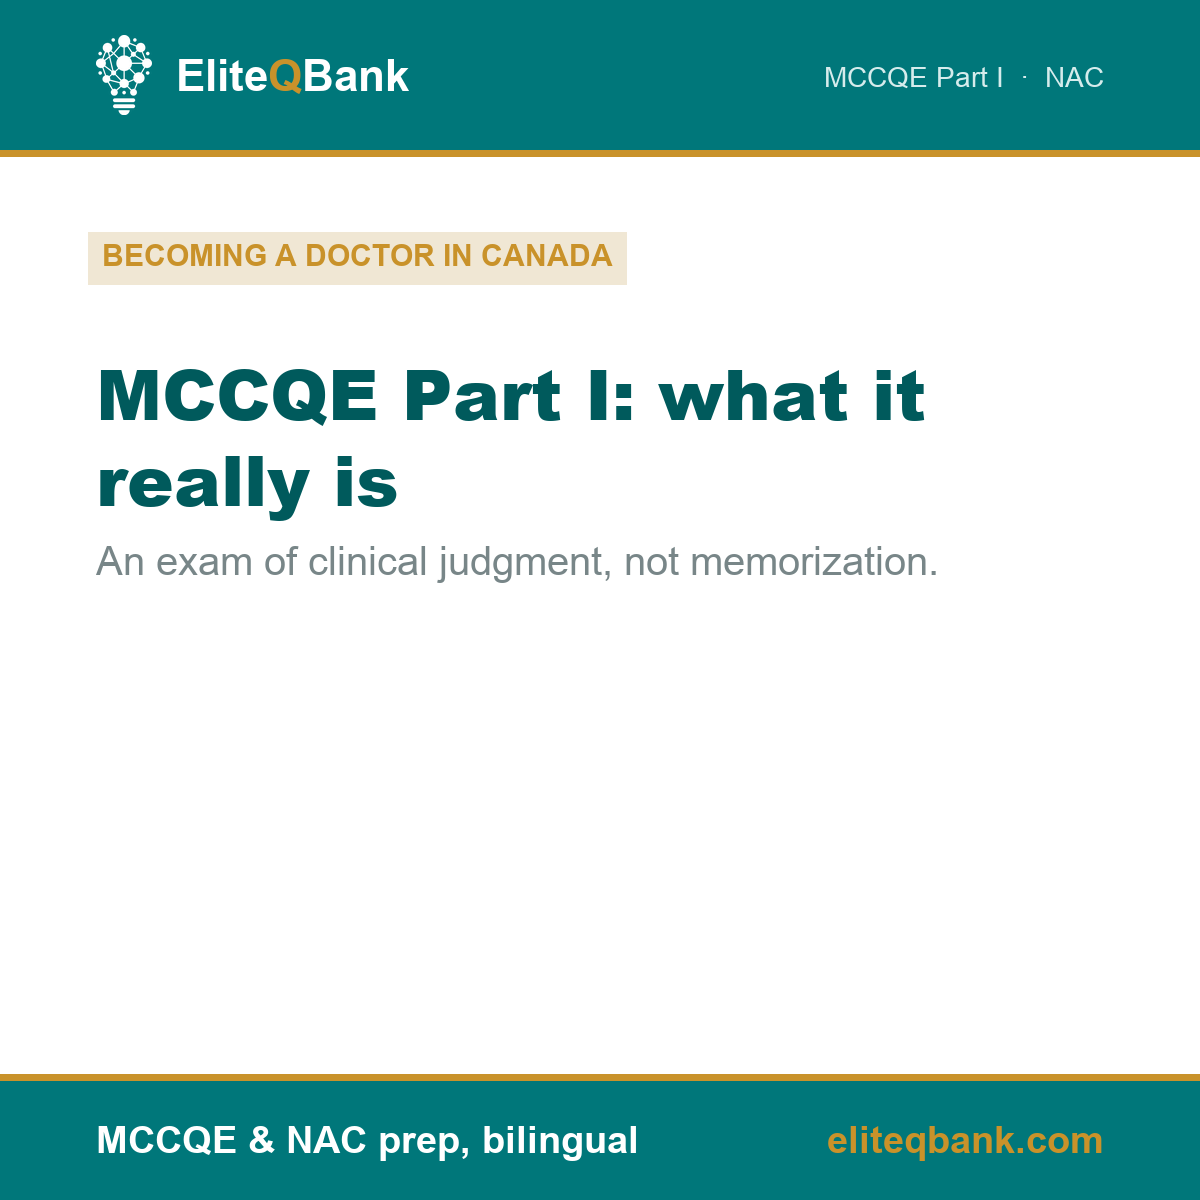 EliteQBank
MCCQE Part I · NAC
BECOMING A DOCTOR IN CANADA
MCCQE Part I: what it
really is
An exam of clinical judgment, not memorization.
MCCQE & NAC prep, bilingual
eliteqbank.com